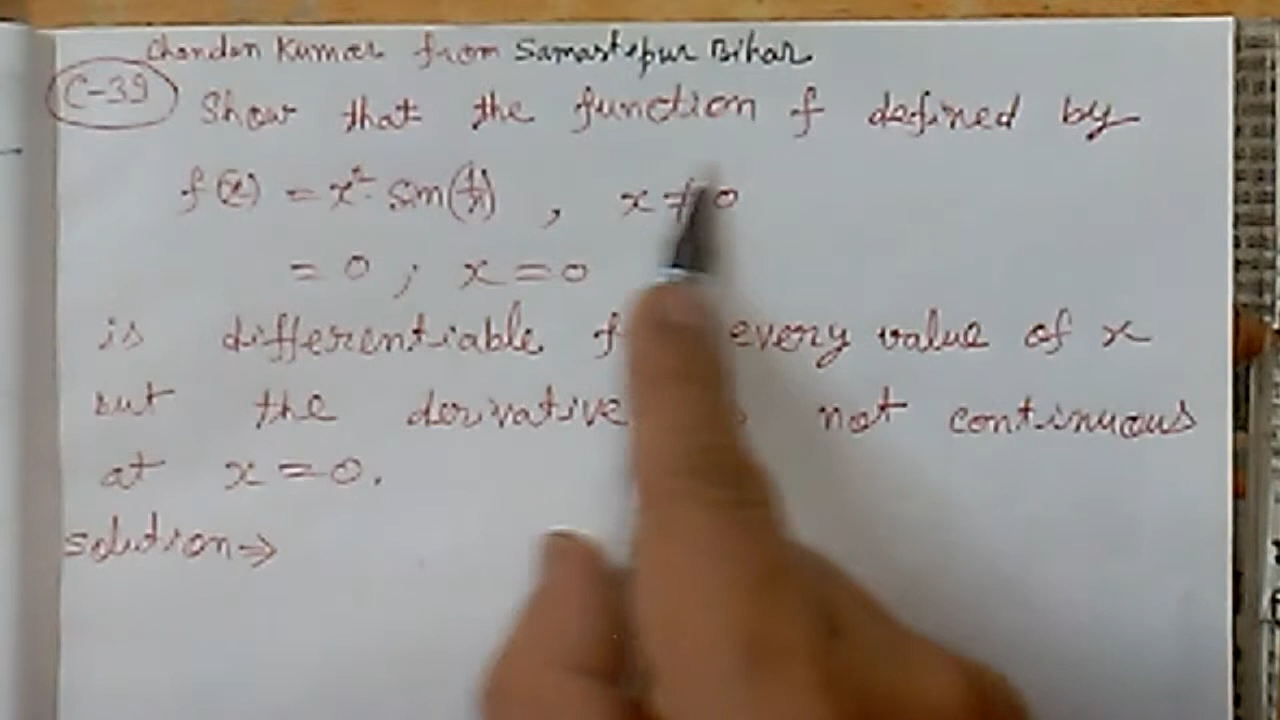 Chandan Kumar from Samastepur Bihar
C-39
Show that the function f defined by
f(x) = x². sin(1/x) , x ≠ 0
= 0 ; x = 0
is differentiable every value of x
but the derivative not continuous
at x = 0.
Solution →